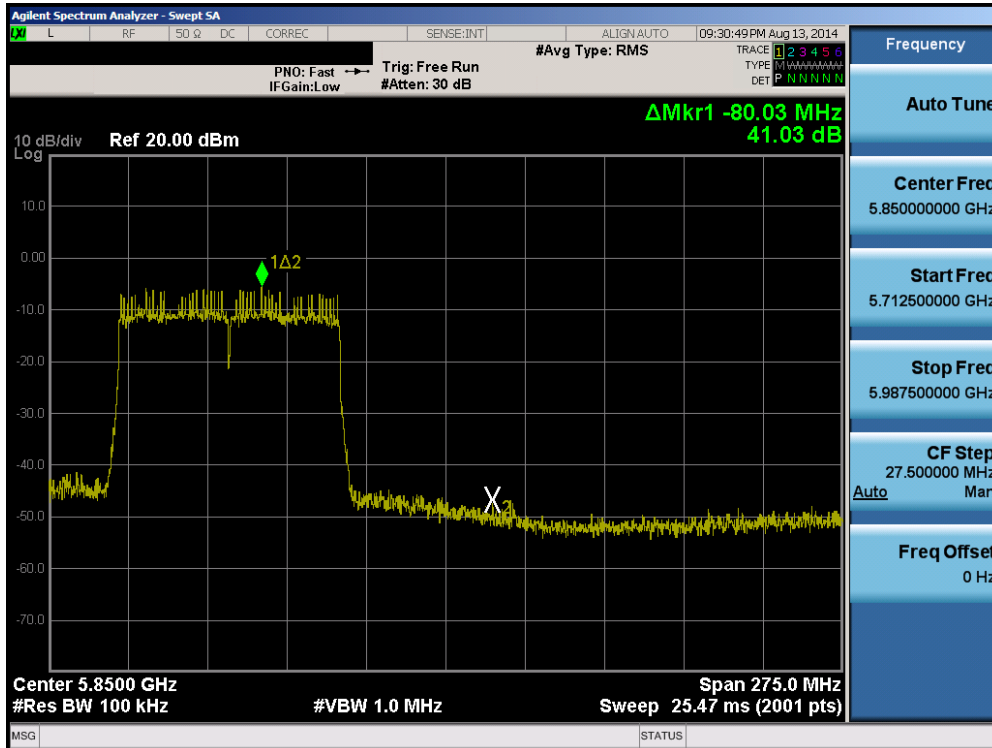 Agilent Spectrum Analyzer - Swept SA
LXI L RF 50 Ω DC CORREC SENSE:INT ALIGN AUTO 09:30:49 PM Aug 13, 2014
#Avg Type: RMS
TRACE 1 2 3 4 5 6
PNO: Fast Trig: Free Run
TYPE M WWWWW
IFGain:Low #Atten: 30 dB
DET P N N N N N
ΔMkr1 -80.03 MHz
41.03 dB
10 dB/div Ref 20.00 dBm
Log
10.0
0.00
-10.0
-20.0
-30.0
-40.0
-50.0
-60.0
-70.0
1Δ2
X2
Center 5.8500 GHz Span 275.0 MHz
#Res BW 100 kHz #VBW 1.0 MHz Sweep 25.47 ms (2001 pts)
MSG STATUS
Frequency
Auto Tune
Center Freq
5.850000000 GHz
Start Freq
5.712500000 GHz
Stop Freq
5.987500000 GHz
CF Step
27.500000 MHz
Auto Man
Freq Offset
0 Hz